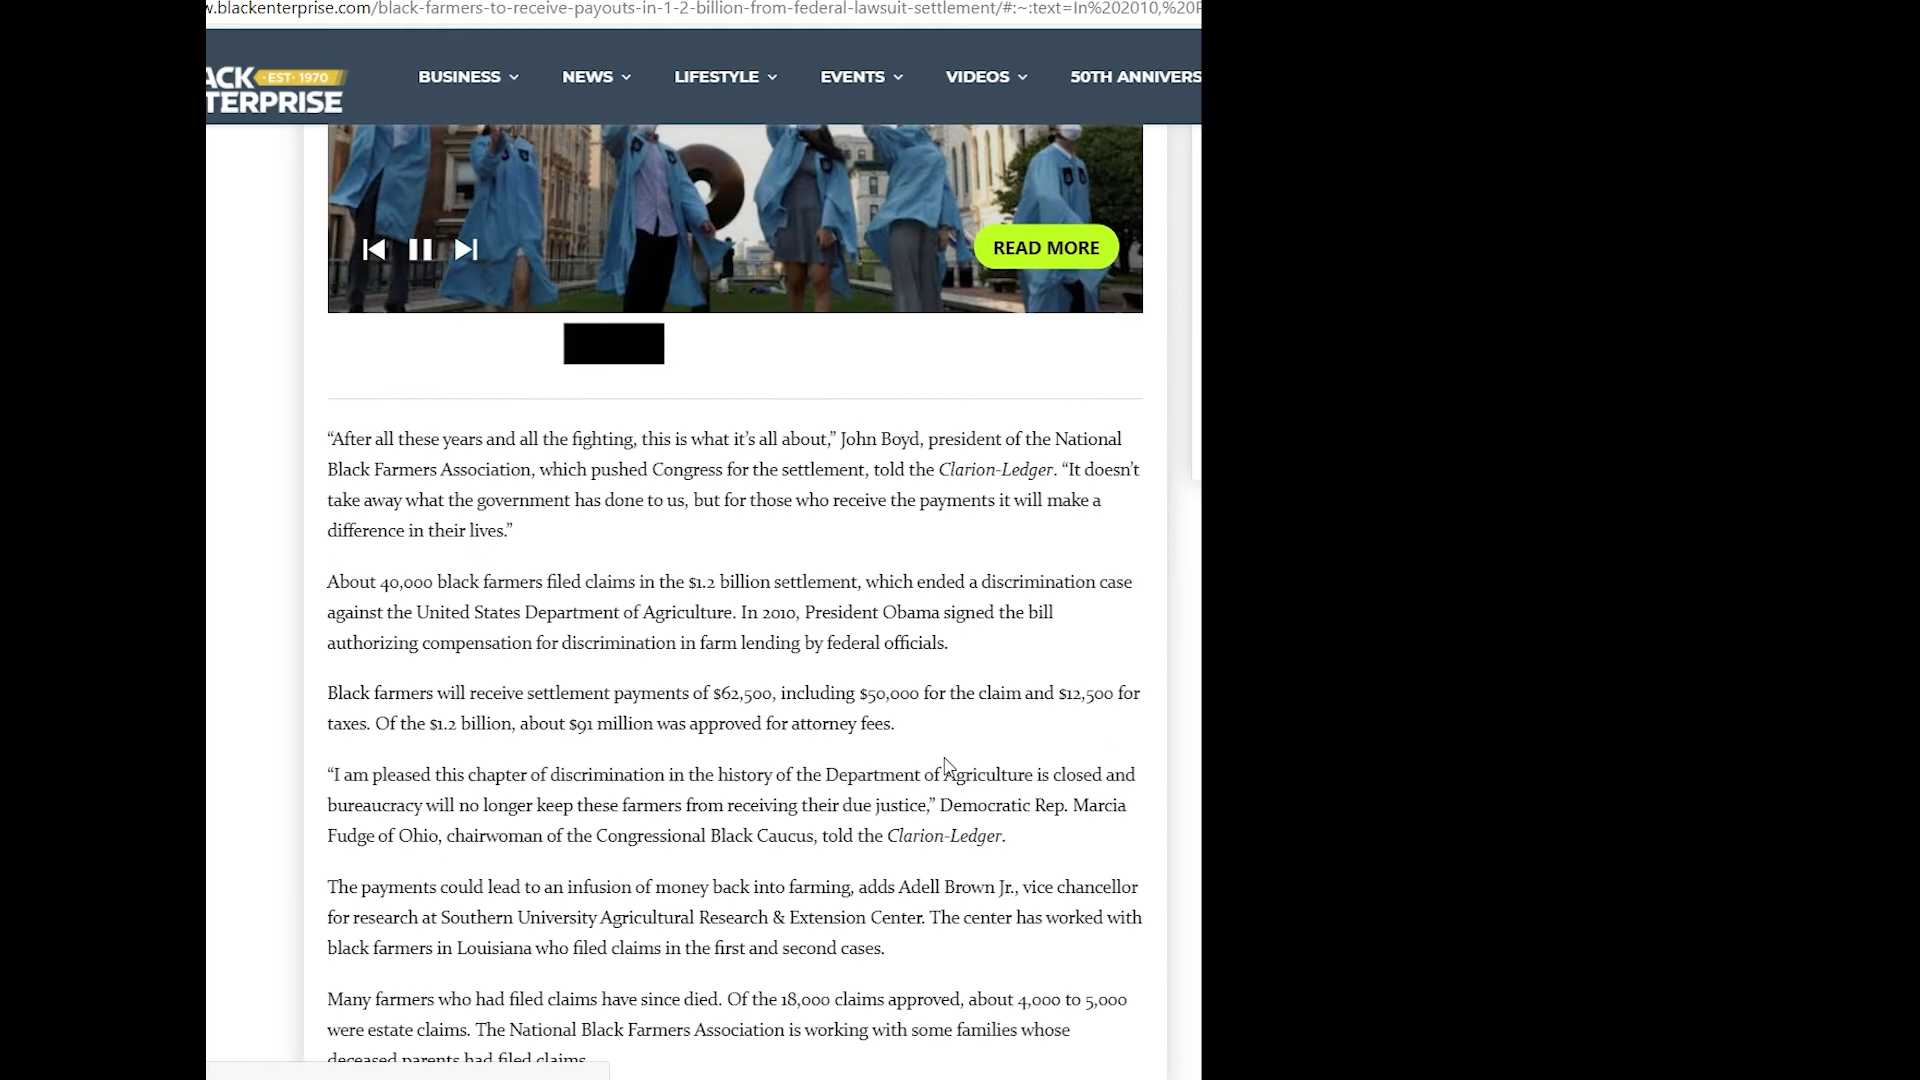 w.blackenterprise.com/black-farmers-to-receive-payouts-in-1-2-billion-from-federal-lawsuit-settlement/#:~:text=In%202010,%20P
ACK EST· 1970
TERPRISE
BUSINESS NEWS LIFESTYLE EVENTS VIDEOS 50TH ANNIVERS
READ MORE
“After all these years and all the fighting, this is what it’s all about,” John Boyd, president of the National
Black Farmers Association, which pushed Congress for the settlement, told the Clarion-Ledger. “It doesn’t
take away what the government has done to us, but for those who receive the payments it will make a
difference in their lives.”
About 40,000 black farmers filed claims in the $1.2 billion settlement, which ended a discrimination case
against the United States Department of Agriculture. In 2010, President Obama signed the bill
authorizing compensation for discrimination in farm lending by federal officials.
Black farmers will receive settlement payments of $62,500, including $50,000 for the claim and $12,500 for
taxes. Of the $1.2 billion, about $91 million was approved for attorney fees.
“I am pleased this chapter of discrimination in the history of the Department of Agriculture is closed and
bureaucracy will no longer keep these farmers from receiving their due justice,” Democratic Rep. Marcia
Fudge of Ohio, chairwoman of the Congressional Black Caucus, told the Clarion-Ledger.
The payments could lead to an infusion of money back into farming, adds Adell Brown Jr., vice chancellor
for research at Southern University Agricultural Research & Extension Center. The center has worked with
black farmers in Louisiana who filed claims in the first and second cases.
Many farmers who had filed claims have since died. Of the 18,000 claims approved, about 4,000 to 5,000
were estate claims. The National Black Farmers Association is working with some families whose
deceased parents had filed claims.